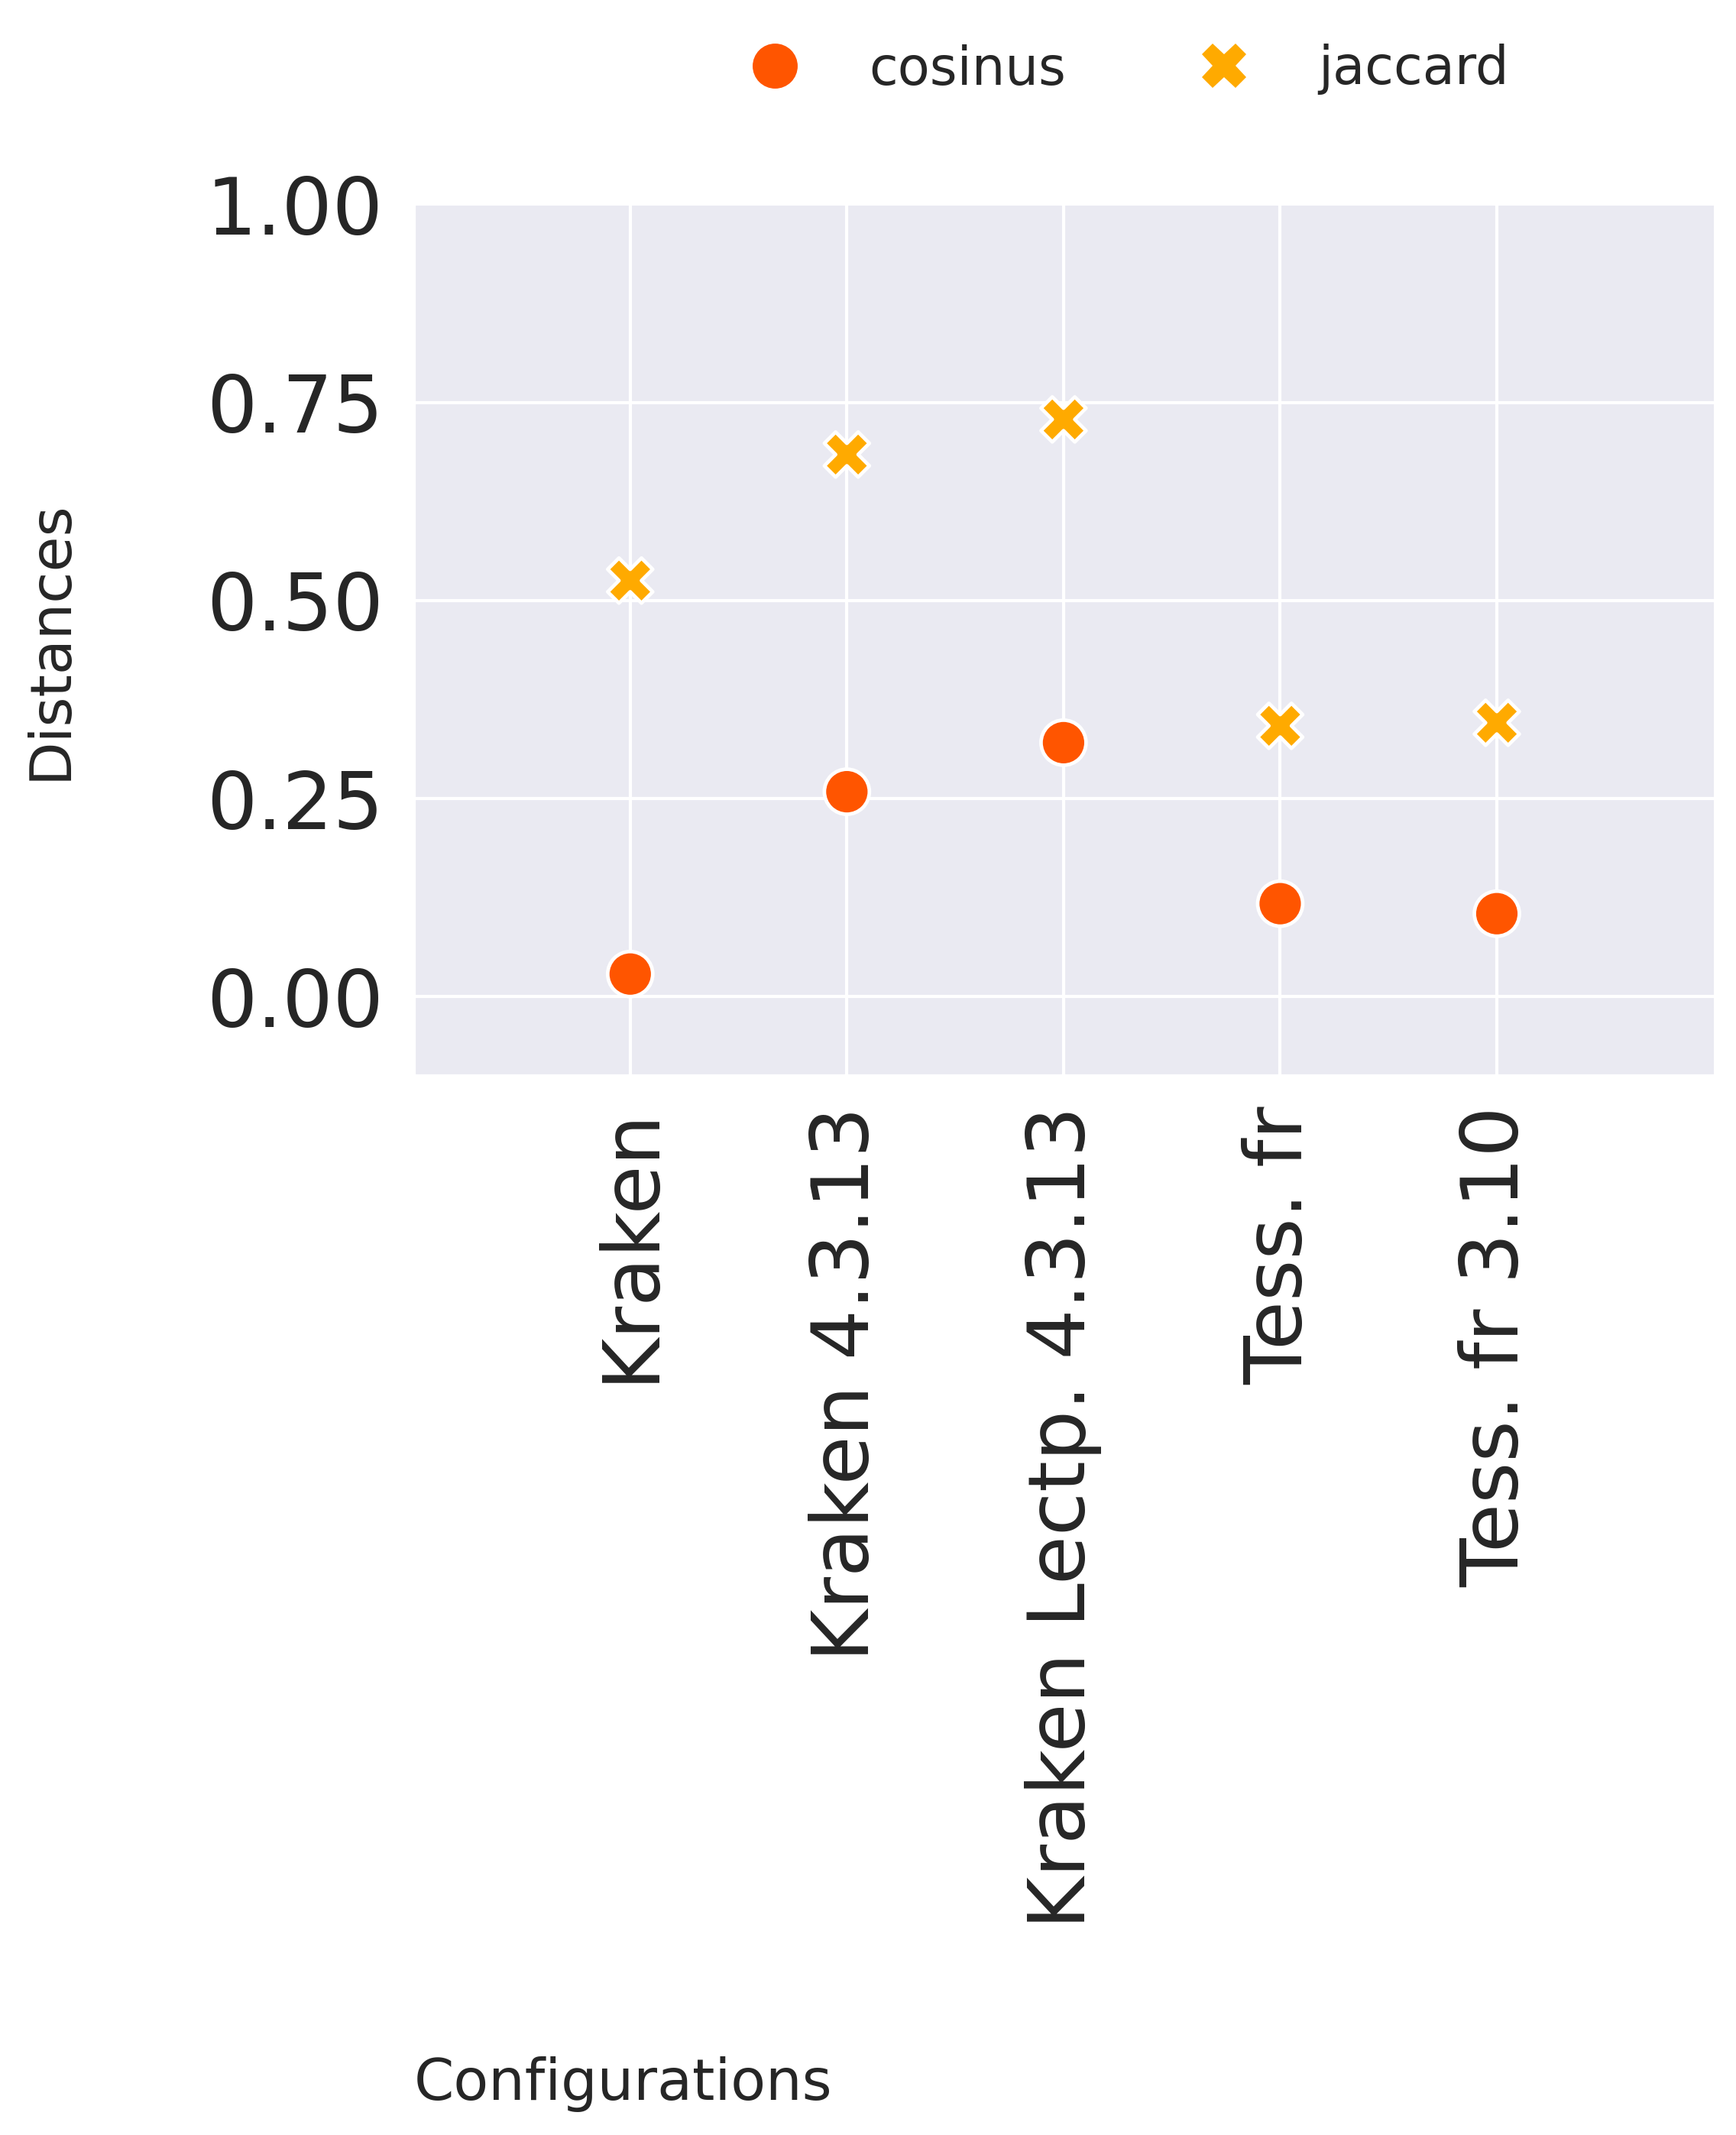 cosinus jaccard
1.00
0.75
0.50
0.25
0.00
Distances
Kraken
Kraken 4.3.13
Kraken Lectp. 4.3.13
Tess. fr
Tess. fr 3.10
Configurations